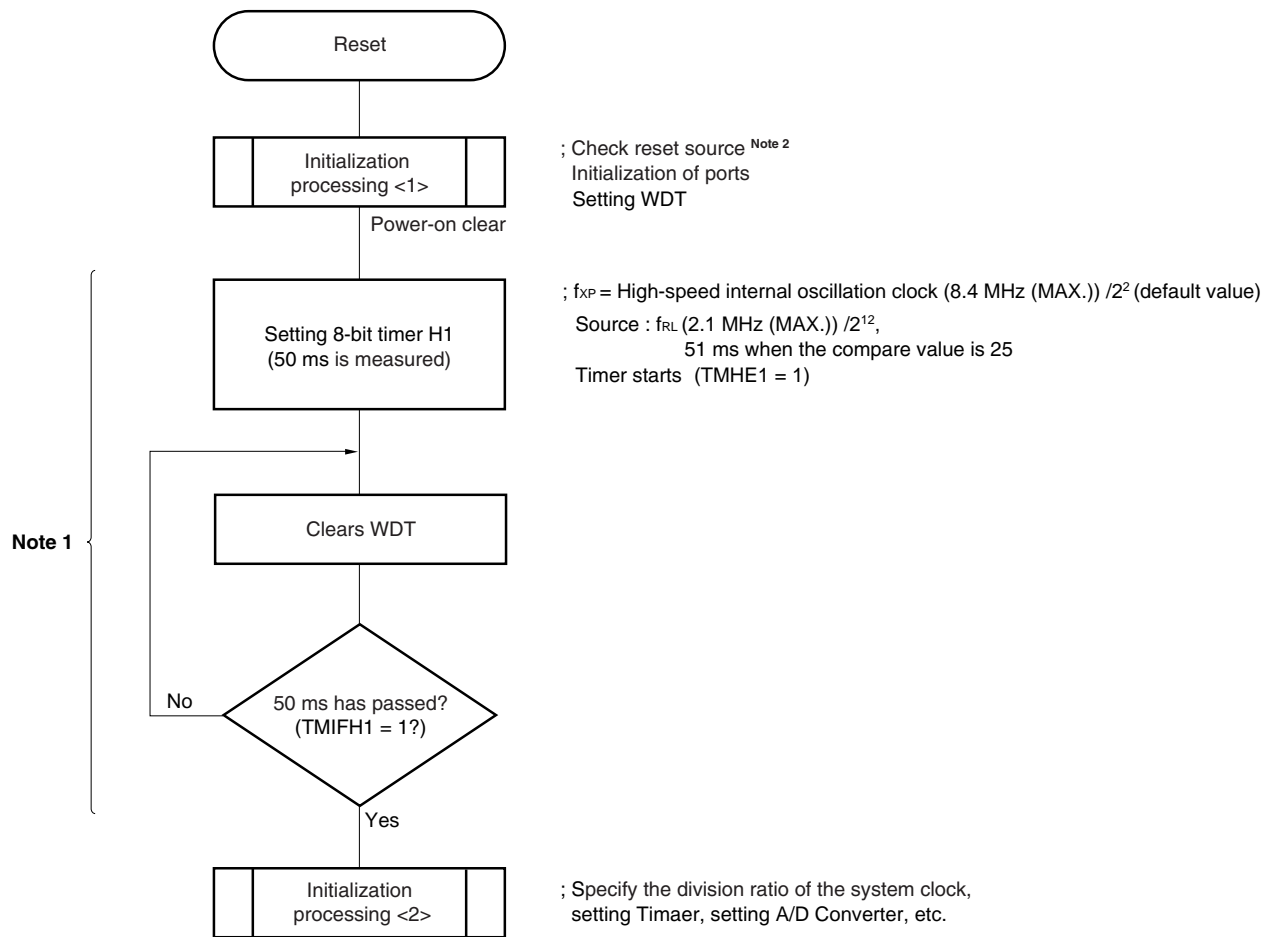 Reset
Initialization
processing <1>
; Check reset source Note 2
Initialization of ports
Setting WDT
Power-on clear
Setting 8-bit timer H1
(50 ms is measured)
; fXP = High-speed internal oscillation clock (8.4 MHz (MAX.)) /2² (default value)
Source : fRL (2.1 MHz (MAX.)) /2¹²,
51 ms when the compare value is 25
Timer starts (TMHE1 = 1)
Note 1
Clears WDT
50 ms has passed?
(TMIFH1 = 1?)
No
Yes
Initialization
processing <2>
; Specify the division ratio of the system clock,
setting Timaer, setting A/D Converter, etc.